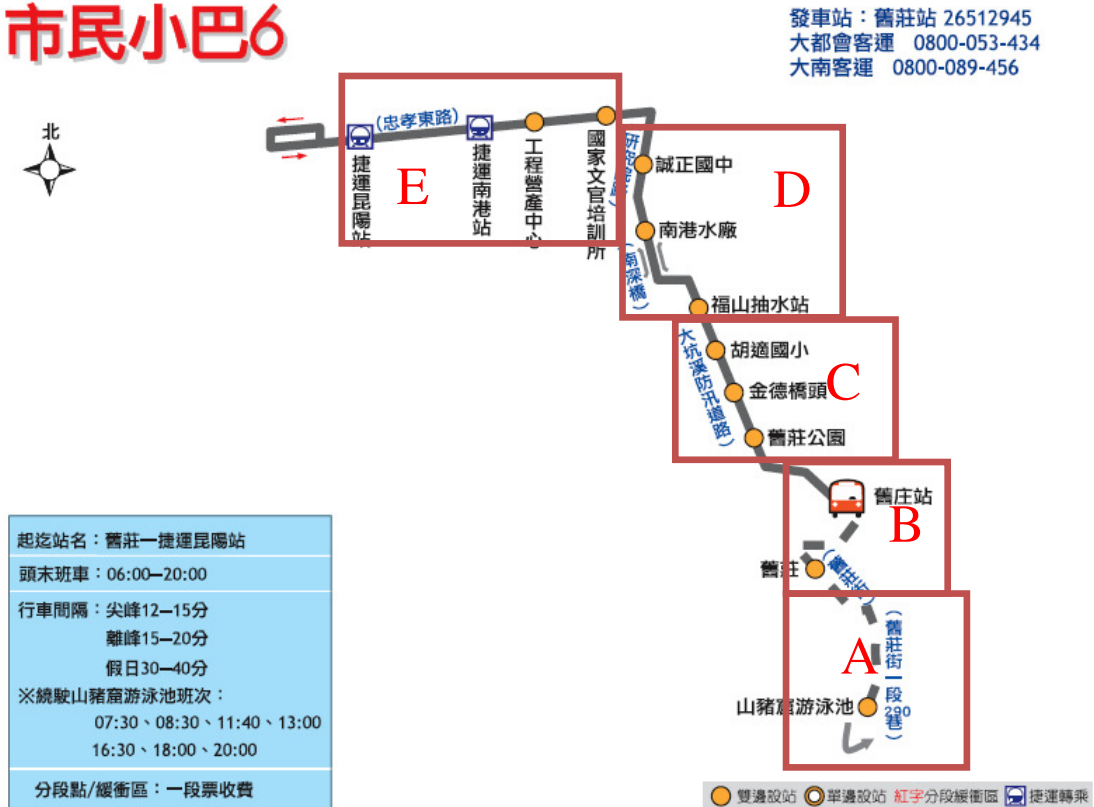 市民小巴6
發車站：舊莊站 26512945
大都會客運 0800-053-434
大南客運 0800-089-456
北
(忠孝東路)
捷運昆陽站
捷運南港站
工程營產中心
國家文官培訓所
E
誠正國中
D
南港水廠
(南深橋)
福山抽水站
胡適國小
大坑溪防汛道路)
金德橋頭
C
舊莊公園
舊庄站
B
舊莊
(舊莊街)
A
(舊莊街一段290巷)
山豬窟游泳池
起迄站名：舊莊—捷運昆陽站
頭末班車：06:00—20:00
行車間隔：尖峰12—15分
離峰15—20分
假日30—40分
※繞駛山豬窟游泳池班次：
07:30、08:30、11:40、13:00
16:30、18:00、20:00
分段點/緩衝區：一段票收費
雙邊設站 單邊設站 紅字分段緩衝區 捷運轉乘